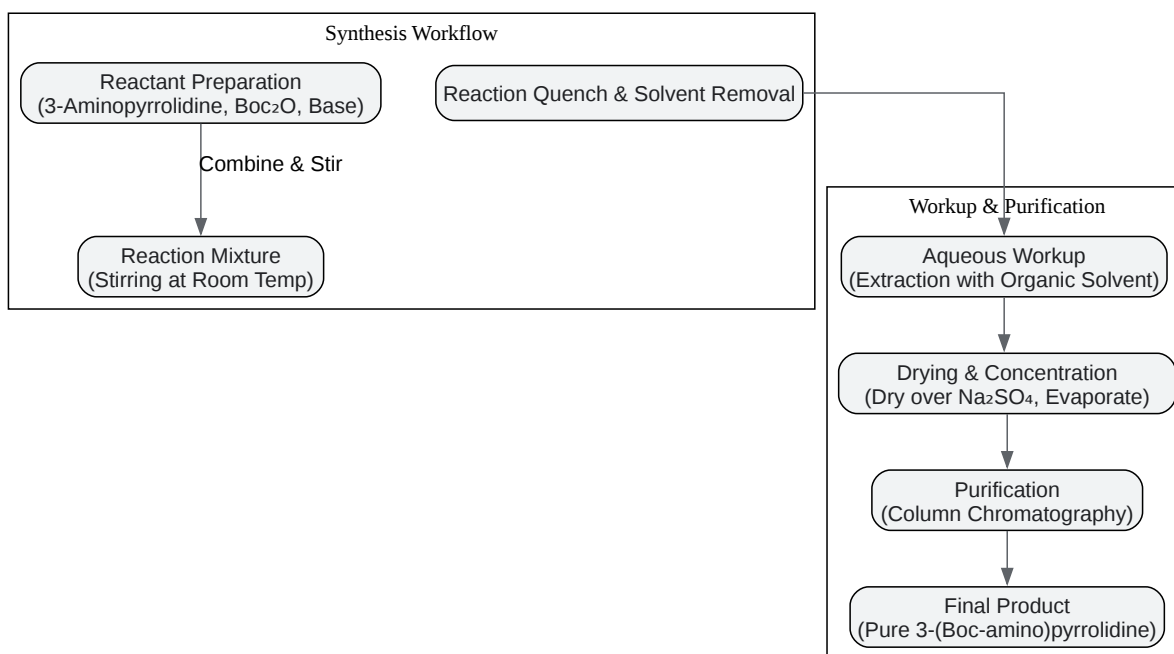 Synthesis Workflow
Reactant Preparation
(3-Aminopyrrolidine, Boc₂O, Base)
Reaction Quench & Solvent Removal
Combine & Stir
Reaction Mixture
(Stirring at Room Temp)
Workup & Purification
Aqueous Workup
(Extraction with Organic Solvent)
Drying & Concentration
(Dry over Na₂SO₄, Evaporate)
Purification
(Column Chromatography)
Final Product
(Pure 3-(Boc-amino)pyrrolidine)